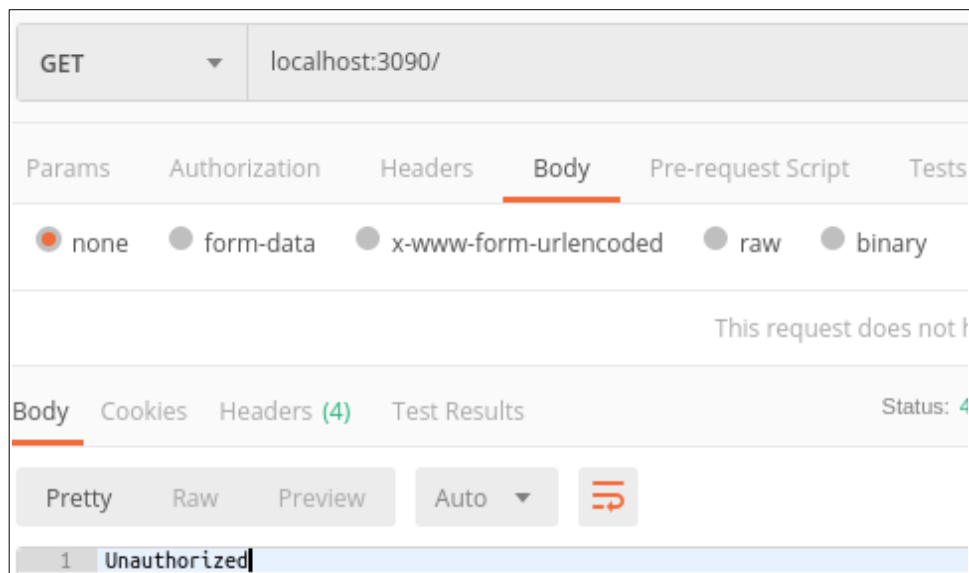 GET localhost:3090/
Params Authorization Headers Body Pre-request Script Tests
none form-data x-www-form-urlencoded raw binary
This request does not
Body Cookies Headers (4) Test Results Status: 4
Pretty Raw Preview Auto
1 Unauthorized